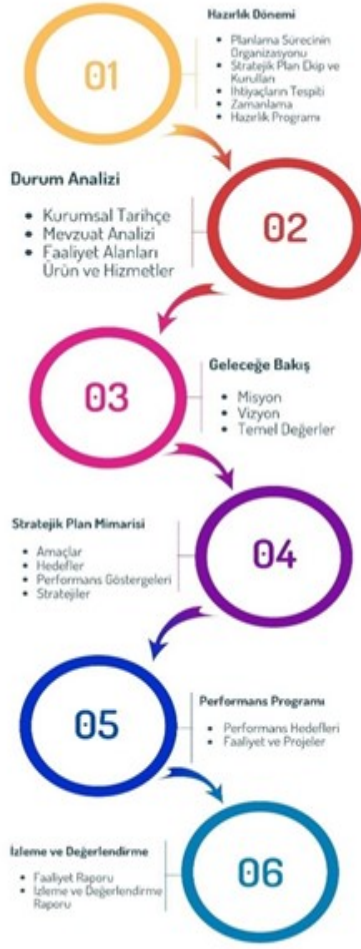 01
Hazırlık Dönemi
Planlama Sürecinin
Organizasyonu
Stratejik Plan Ekip ve
Kurulları
İhtiyaçların Tespiti
Zamanlama
Hazırlık Programı
Durum Analizi
Kurumsal Tarihçe
Mevzuat Analizi
Faaliyet Alanları
Ürün ve Hizmetler
02
03
Geleceğe Bakış
Misyon
Vizyon
Temel Değerler
Stratejik Plan Mimarisi
Amaçlar
Hedefler
Performans Göstergeleri
Stratejiler
04
05
Performans Programı
Performans Hedefleri
Faaliyet ve Projeler
İzleme ve Değerlendirme
Faaliyet Raporu
İzleme ve Değerlendirme
Raporu
06